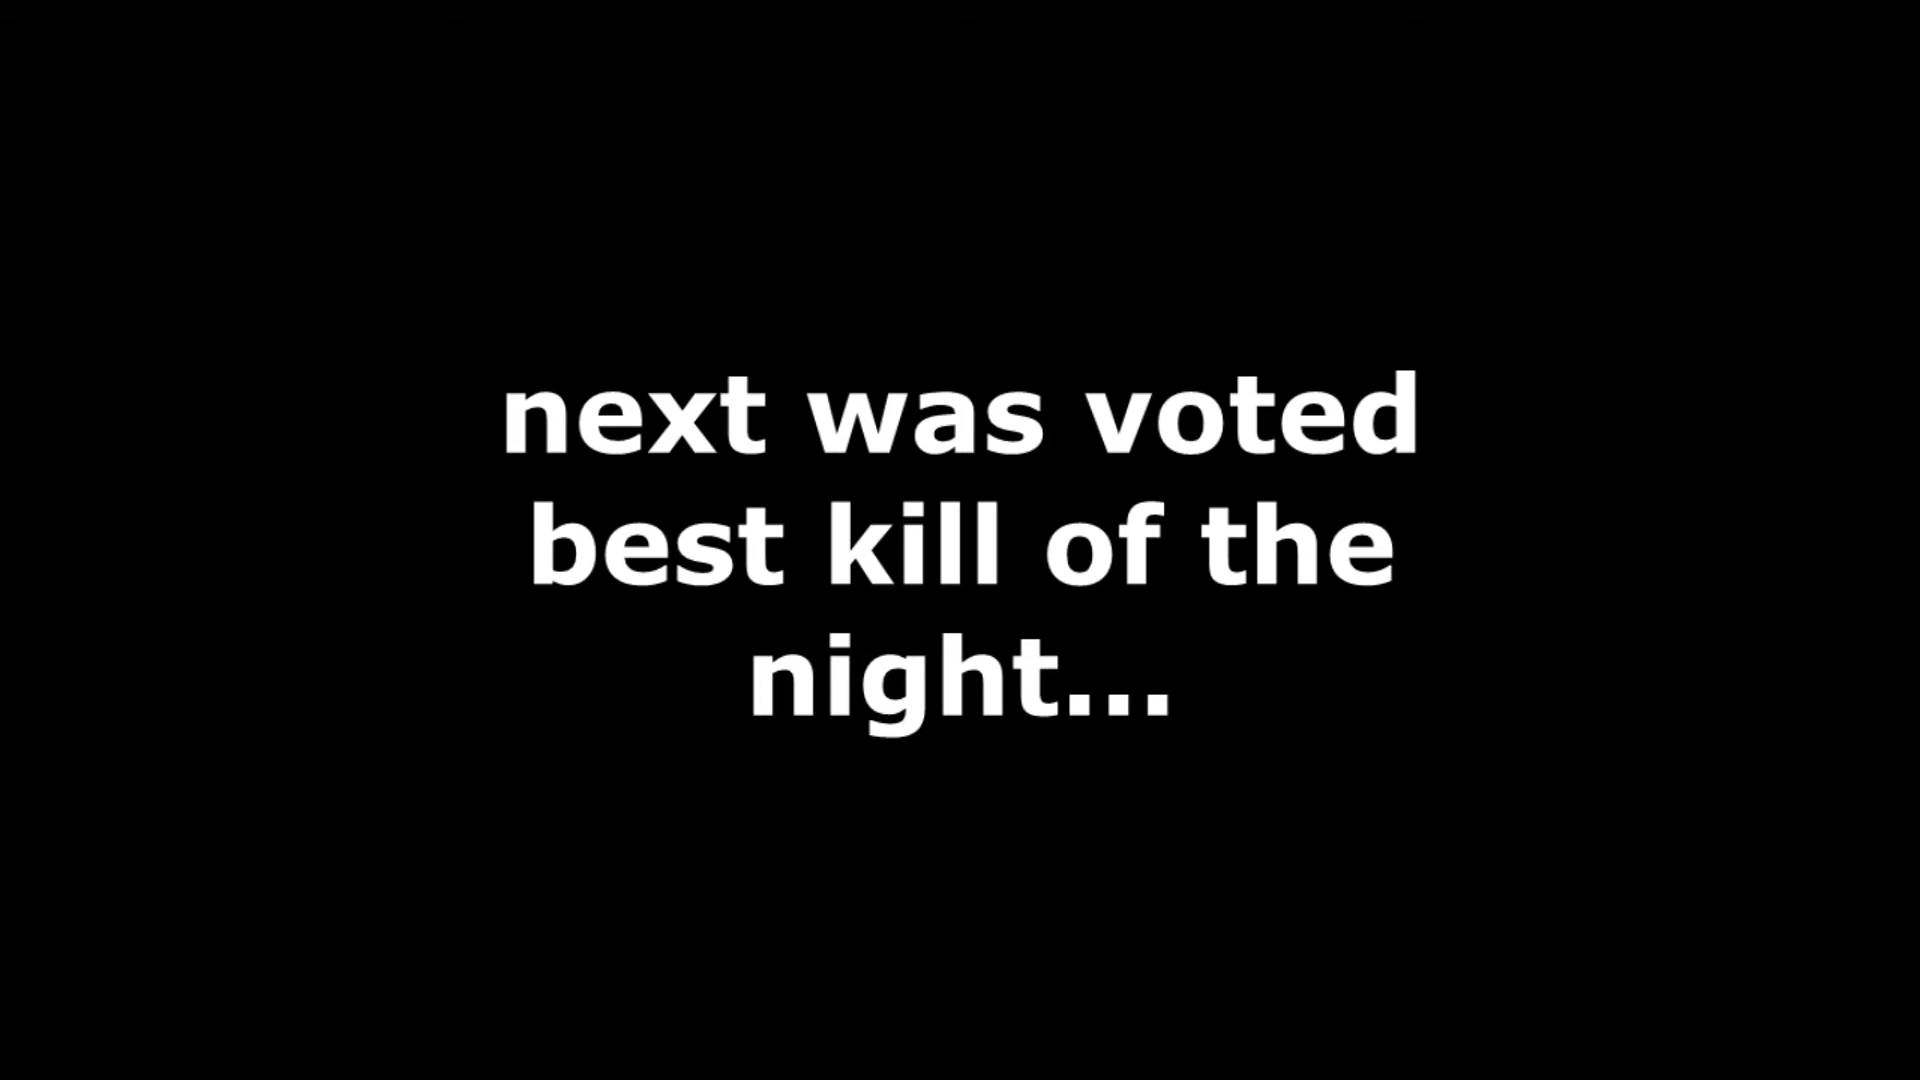 next was voted
best kill of the
night...